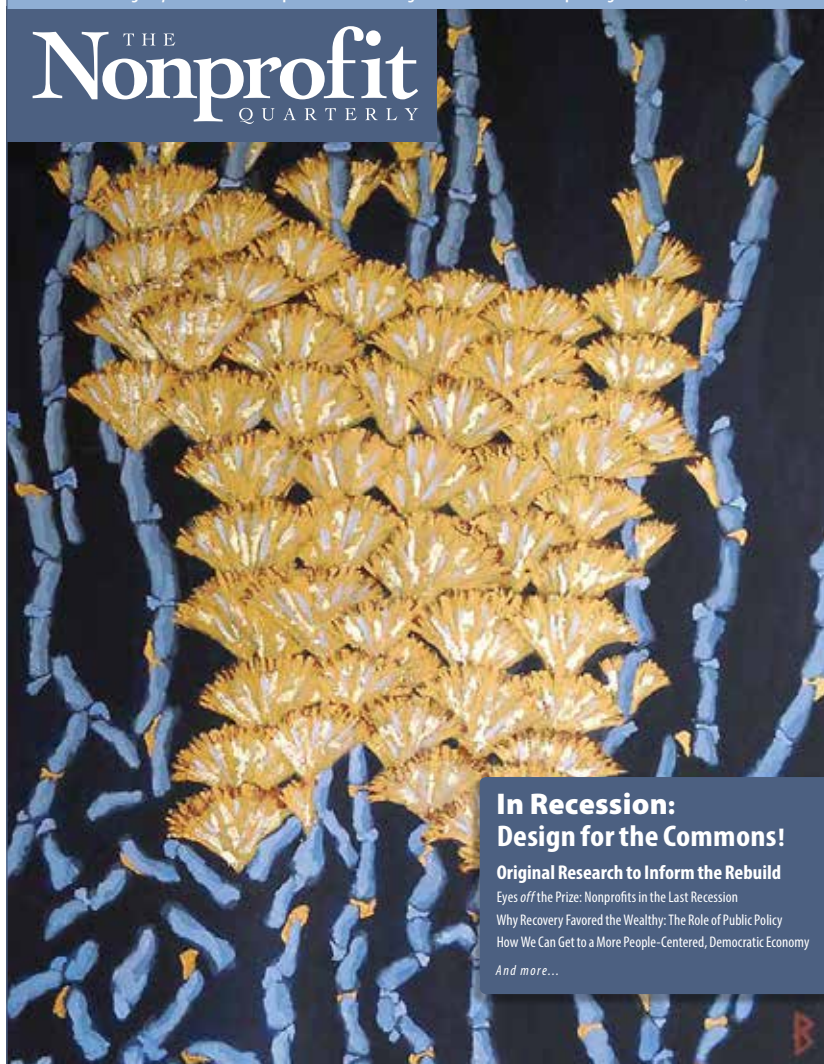 THE
Nonprofit
QUARTERLY
In Recession:
Design for the Commons!
Original Research to Inform the Rebuild
Eyes off the Prize: Nonprofits in the Last Recession
Why Recovery Favored the Wealthy: The Role of Public Policy
How We Can Get to a More People-Centered, Democratic Economy
And more...
B